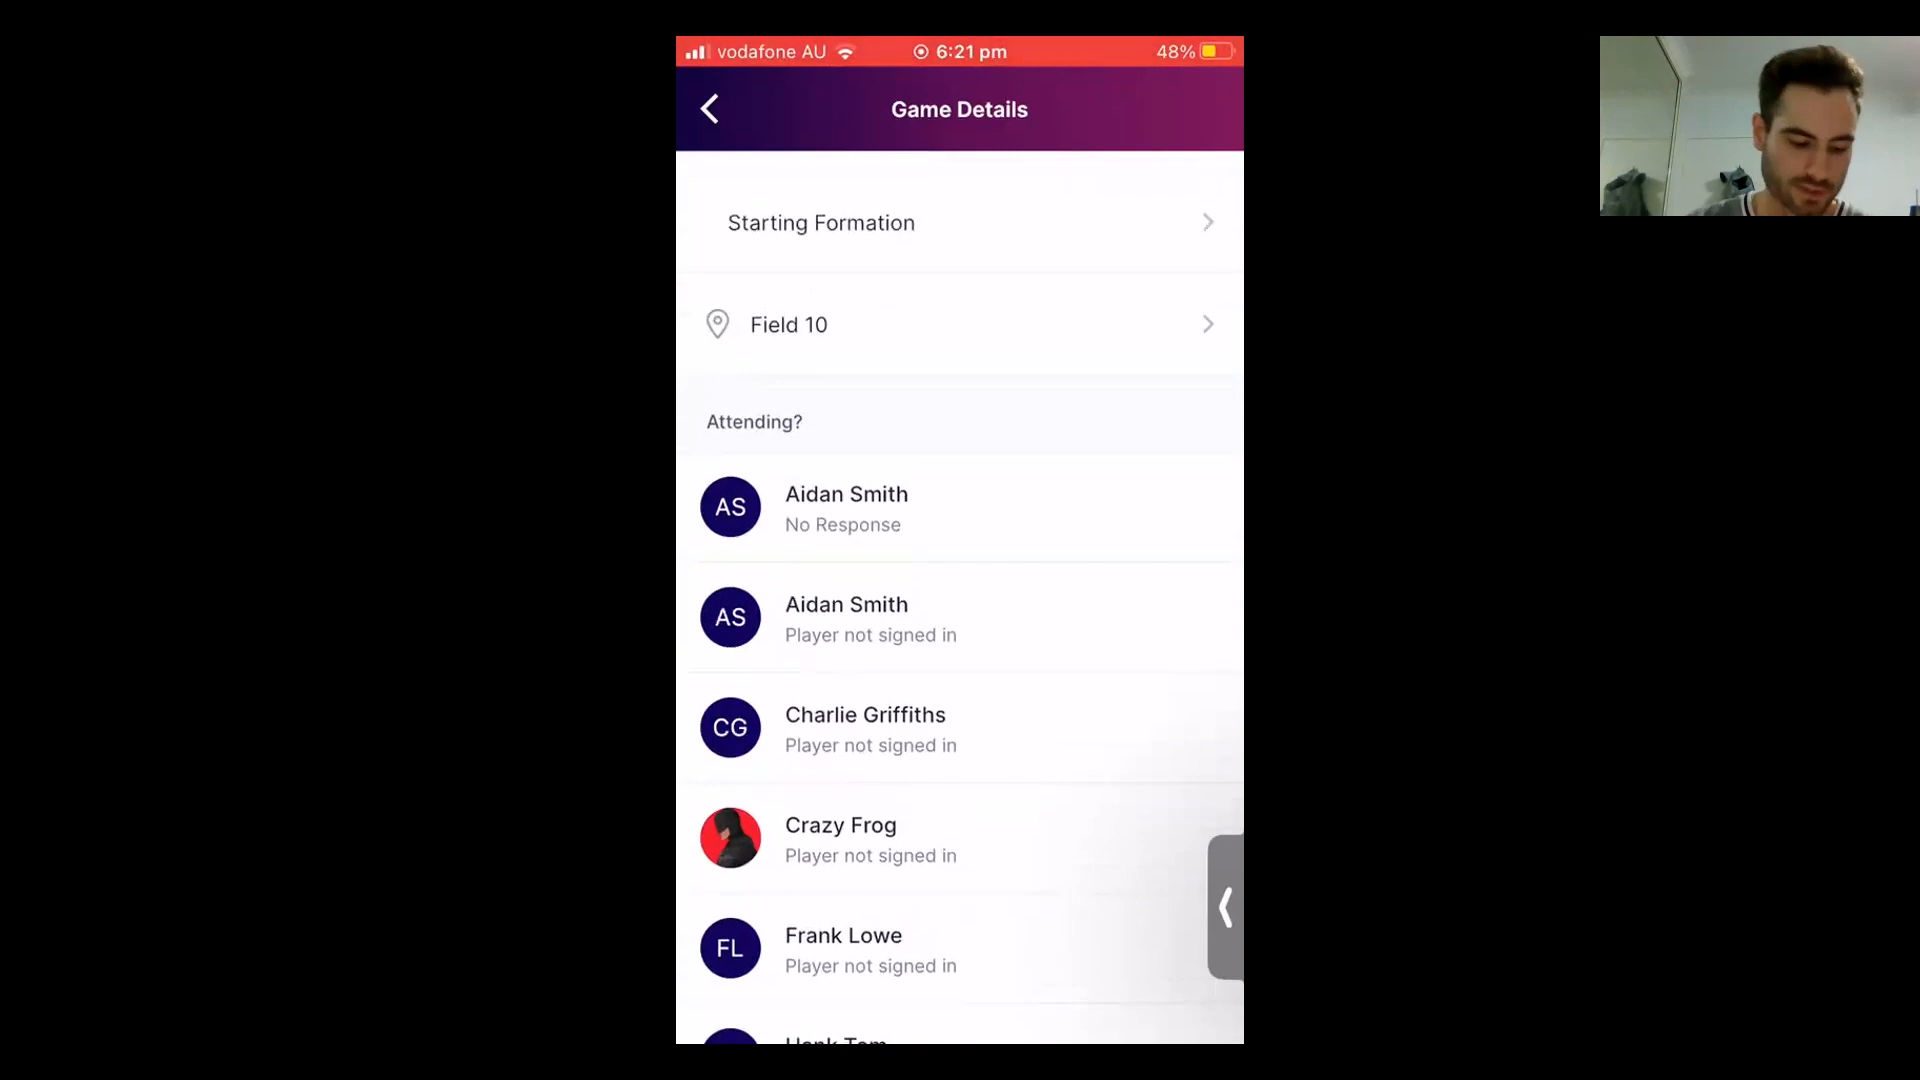 vodafone AU
6:21 pm
48%
Game Details
Starting Formation
Field 10
Attending?
AS
Aidan Smith
No Response
AS
Aidan Smith
Player not signed in
CG
Charlie Griffiths
Player not signed in
Crazy Frog
Player not signed in
FL
Frank Lowe
Player not signed in